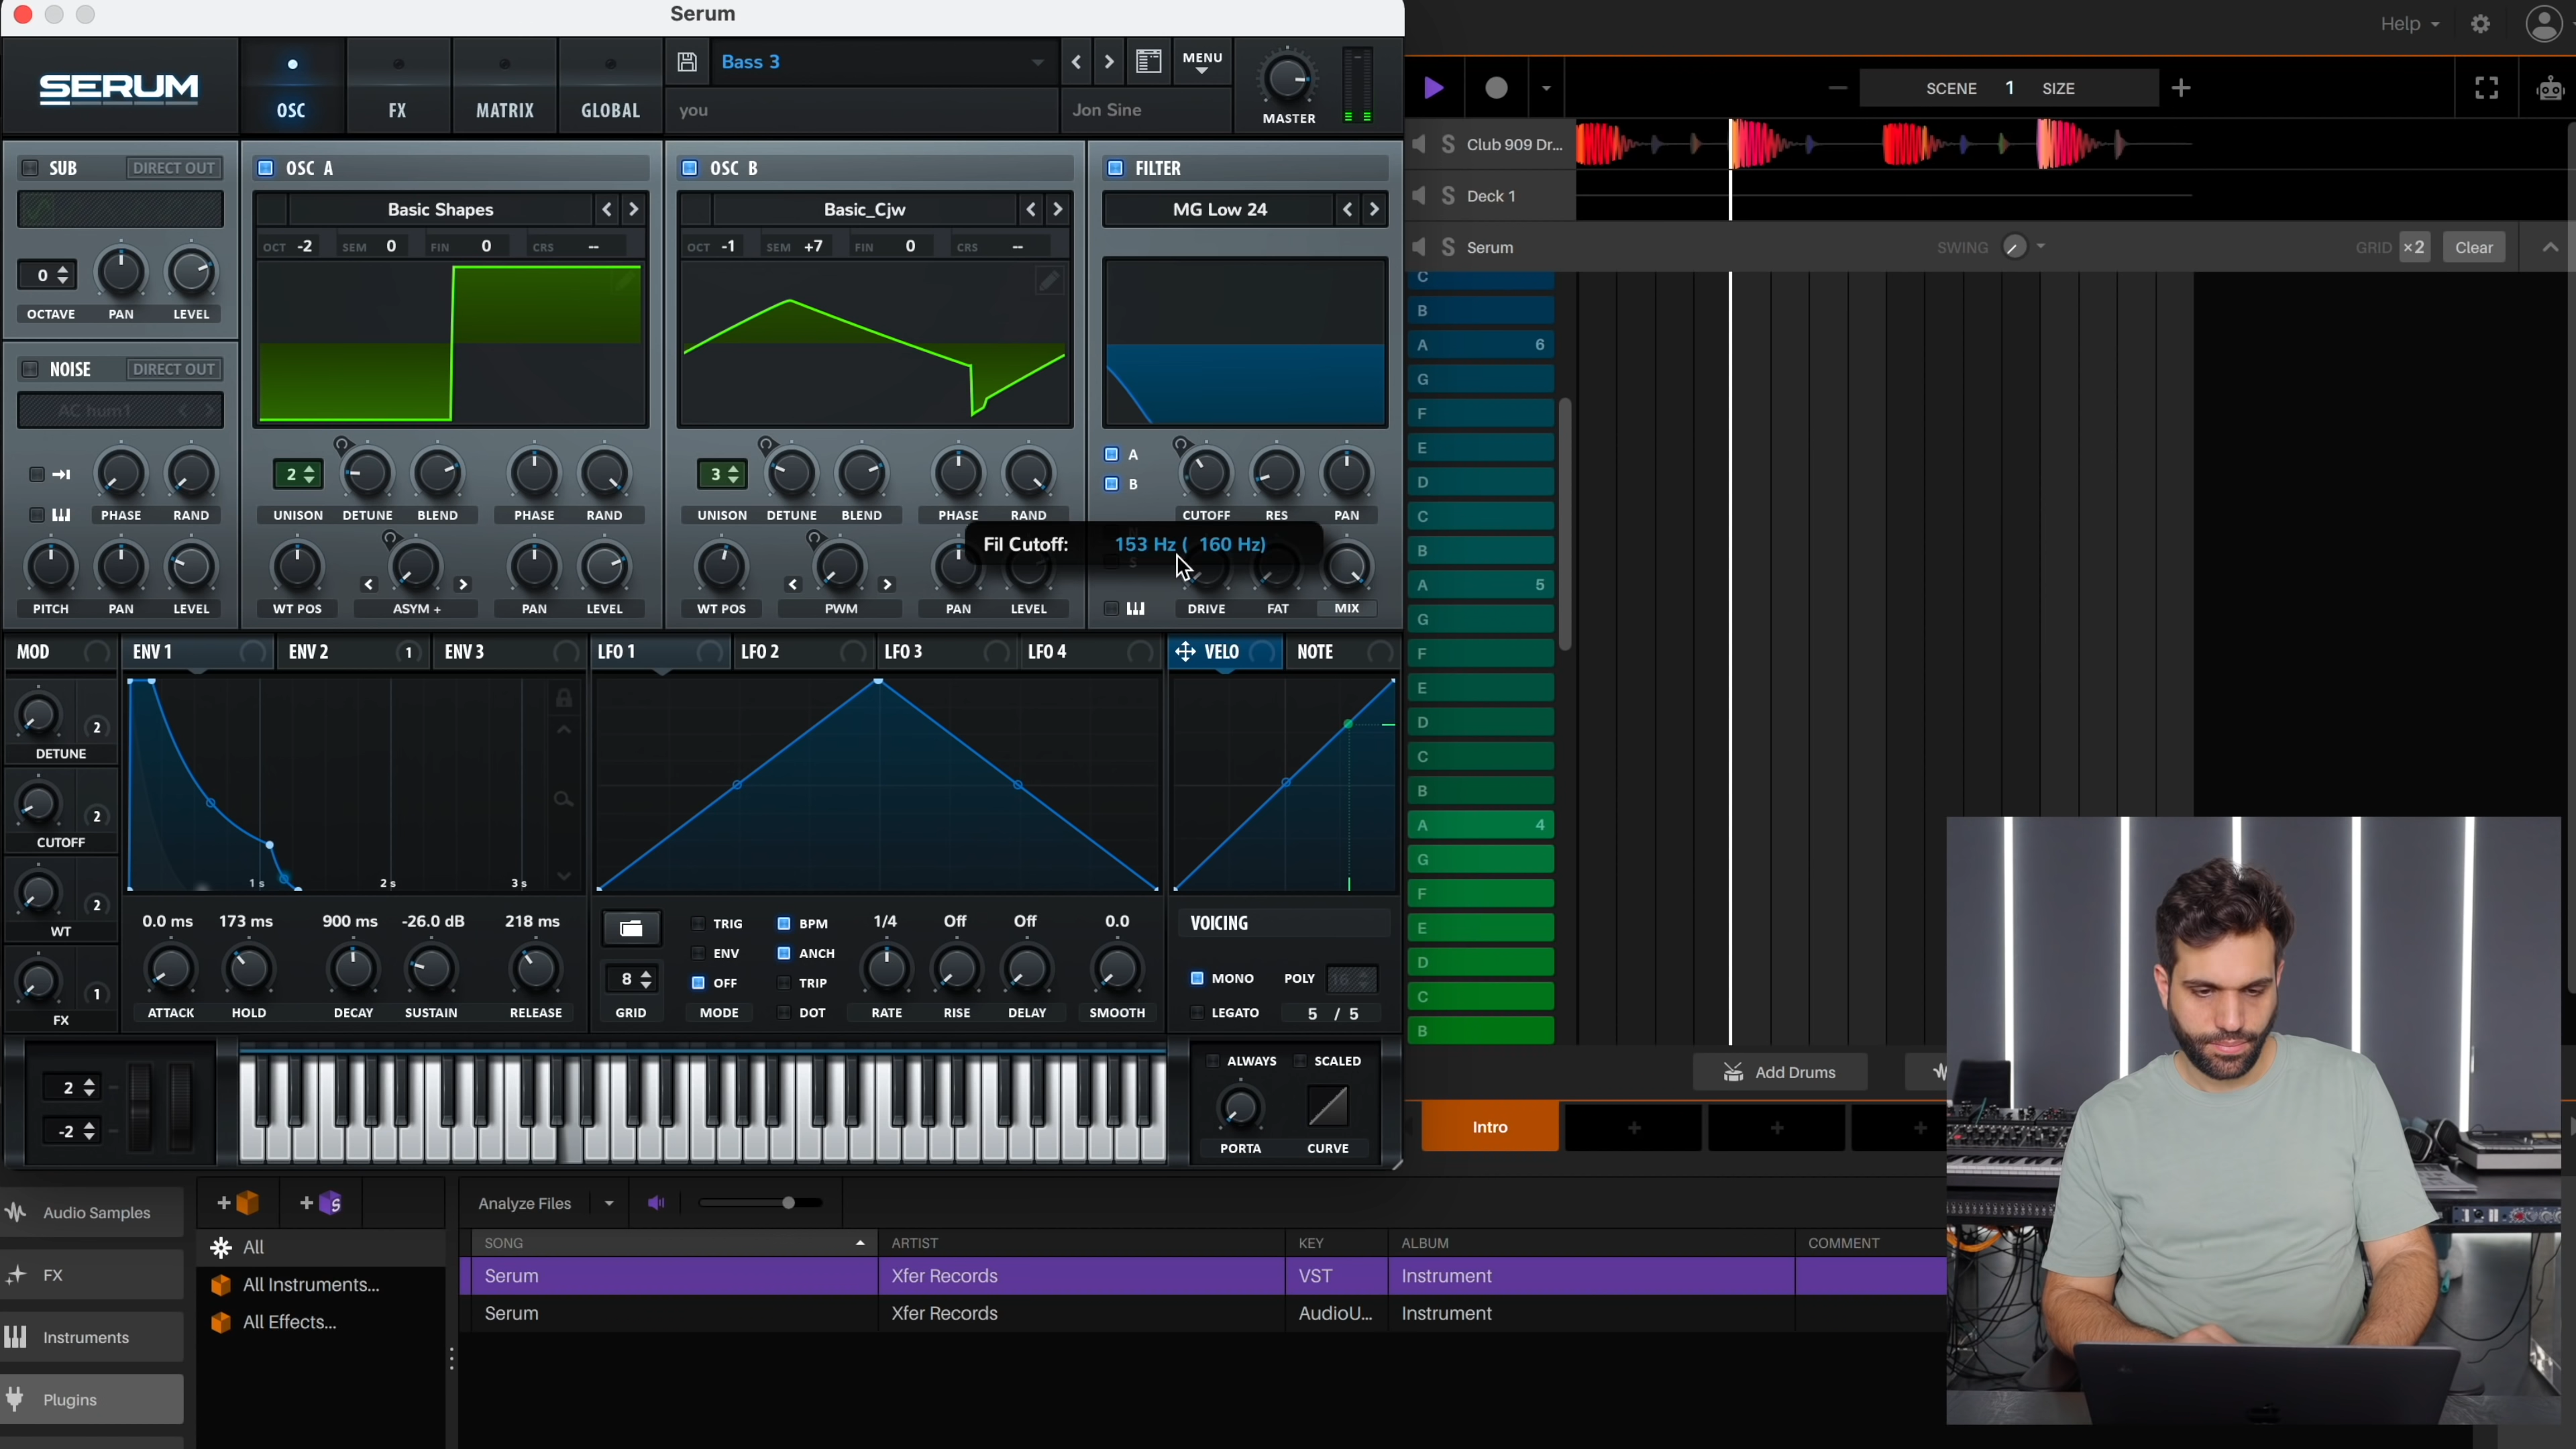 Serum
Help
SERUM
OSC
FX
MATRIX
GLOBAL
Bass 3
MENU
you
Jon Sine
MASTER
SCENE 1 SIZE
SUB DIRECT OUT
OSC A
OSC B
FILTER
Club 909 Dr...
Deck 1
Serum
SWING
GRID ×2 Clear
Basic Shapes
Basic_Cjw
MG Low 24
OCT -2 SEM 0 FIN 0 CRS --
OCT -1 SEM +7 FIN 0 CRS --
0
OCTAVE PAN LEVEL
NOISE DIRECT OUT
AC hum1
PHASE RAND
PITCH PAN LEVEL
2
UNISON DETUNE BLEND PHASE RAND
WT POS ASYM + PAN LEVEL
3
UNISON DETUNE BLEND PHASE RAND
WT POS PWM PAN LEVEL
A
B
CUTOFF RES PAN
Fil Cutoff: 153 Hz ( 160 Hz)
DRIVE FAT MIX
C
B
A 6
G
F
E
D
C
B
A 5
G
F
E
D
C
B
A 4
G
F
E
D
C
B
MOD
ENV 1
ENV 2 1
ENV 3
LFO 1
LFO 2
LFO 3
LFO 4
VELO
NOTE
2
DETUNE
2
CUTOFF
2
WT
1
FX
1 s 2 s 3 s
0.0 ms 173 ms 900 ms -26.0 dB 218 ms
ATTACK HOLD DECAY SUSTAIN RELEASE
8
GRID
TRIG
ENV
OFF
MODE
BPM
ANCH
TRIP
DOT
1/4 Off Off 0.0
RATE RISE DELAY SMOOTH
VOICING
MONO POLY 16
LEGATO 5 / 5
2
-2
ALWAYS SCALED
PORTA CURVE
Add Drums
Intro
Audio Samples
FX
Instruments
Plugins
All
All Instruments...
All Effects...
Analyze Files
SONG ARTIST KEY ALBUM COMMENT
Serum Xfer Records VST Instrument
Serum Xfer Records AudioU... Instrument